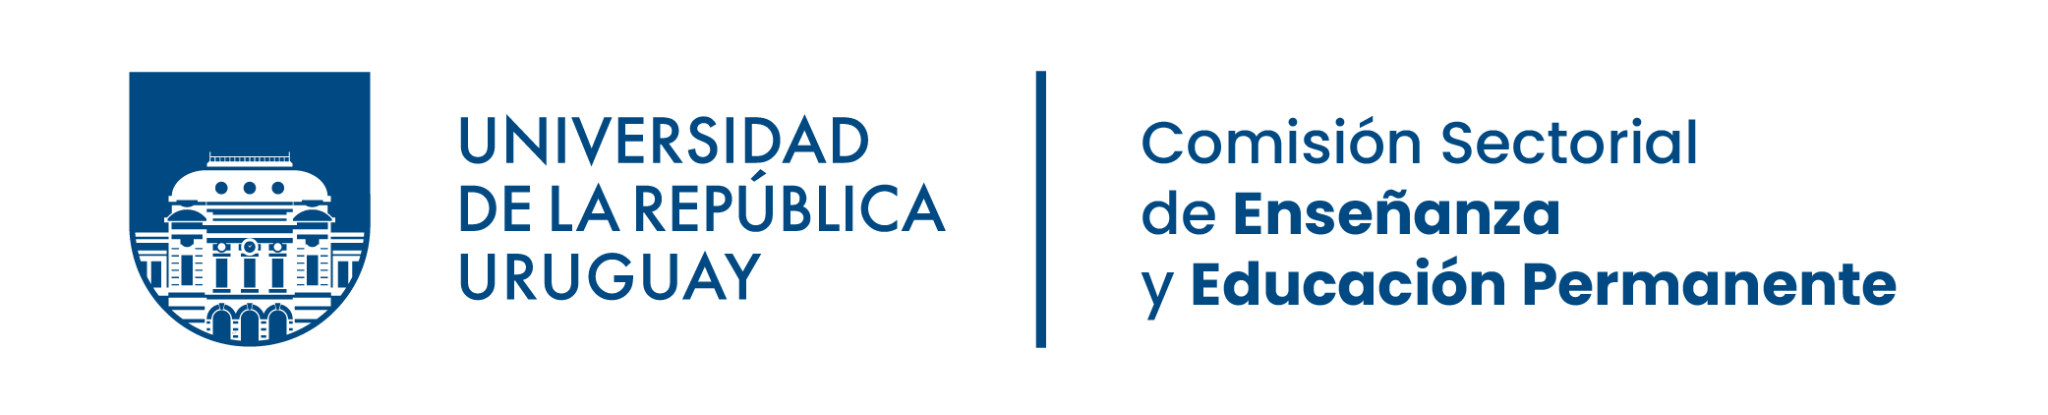 UNIVERSIDAD
DE LA REPÚBLICA
URUGUAY
Comisión Sectorial
de Enseñanza
y Educación Permanente